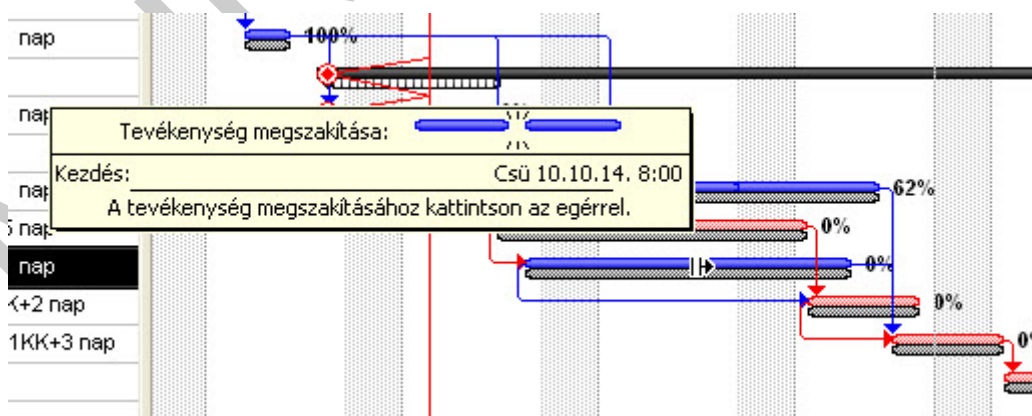 nap
100%
nap
Tevékenység megszakítása:
Kezdés: Csü 10.10.14. 8:00
A tevékenység megszakításához kattintson az egérrel.
nap 62%
nap 0%
nap 0%
K+2 nap 0%
1KK+3 nap